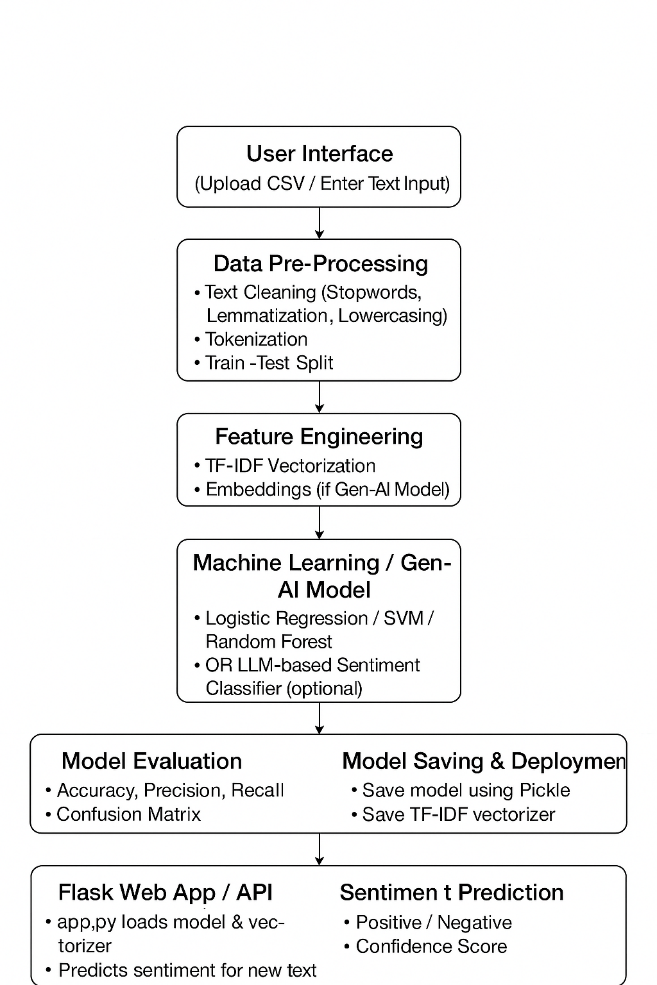 User Interface
(Upload CSV / Enter Text Input)
Data Pre-Processing
• Text Cleaning (Stopwords,
Lemmatization, Lowercasing)
• Tokenization
• Train -Test Split
Feature Engineering
• TF-IDF Vectorization
• Embeddings (if Gen-AI Model)
Machine Learning / Gen-
AI Model
• Logistic Regression / SVM /
Random Forest
• OR LLM-based Sentiment
Classifier (optional)
Model Evaluation
• Accuracy, Precision, Recall
• Confusion Matrix
Model Saving & Deploymen
• Save model using Pickle
• Save TF-IDF vectorizer
Flask Web App / API
• app,py loads model & vec-
torizer
• Predicts sentiment for new text
Sentimen t Prediction
• Positive / Negative
• Confidence Score